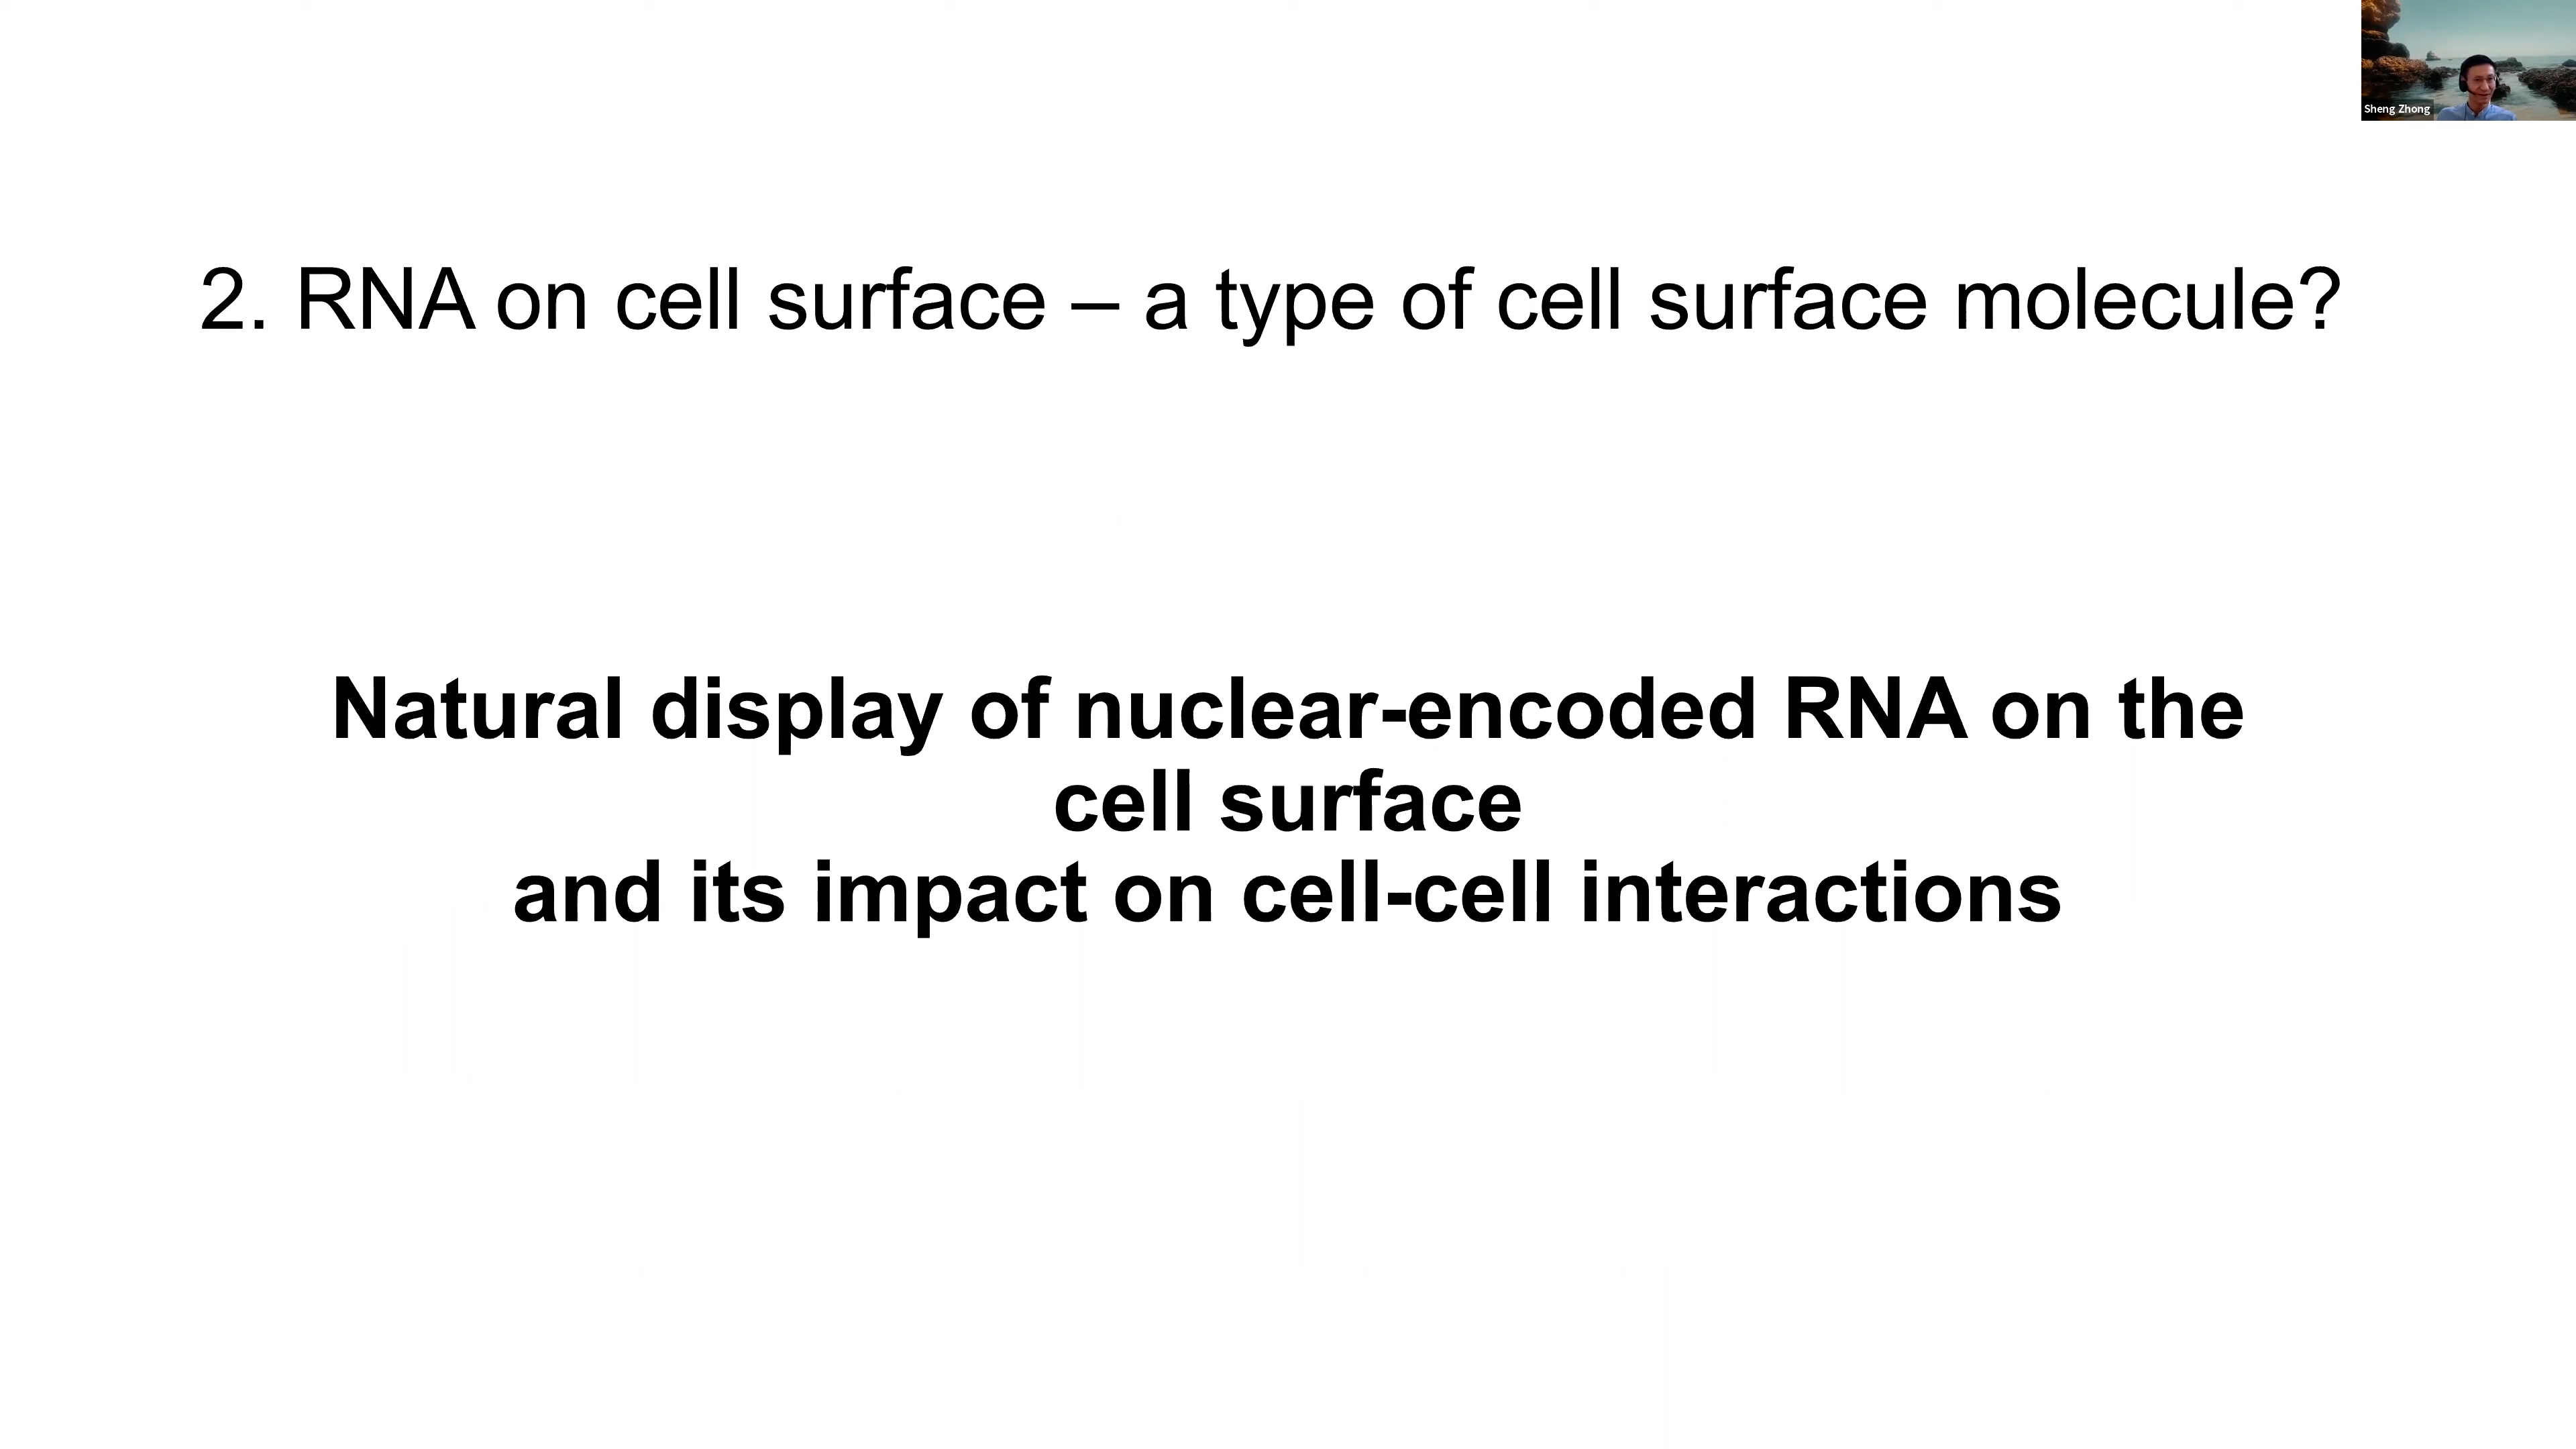 Sheng Zhong
2. RNA on cell surface – a type of cell surface molecule?
Natural display of nuclear-encoded RNA on the
cell surface
and its impact on cell-cell interactions